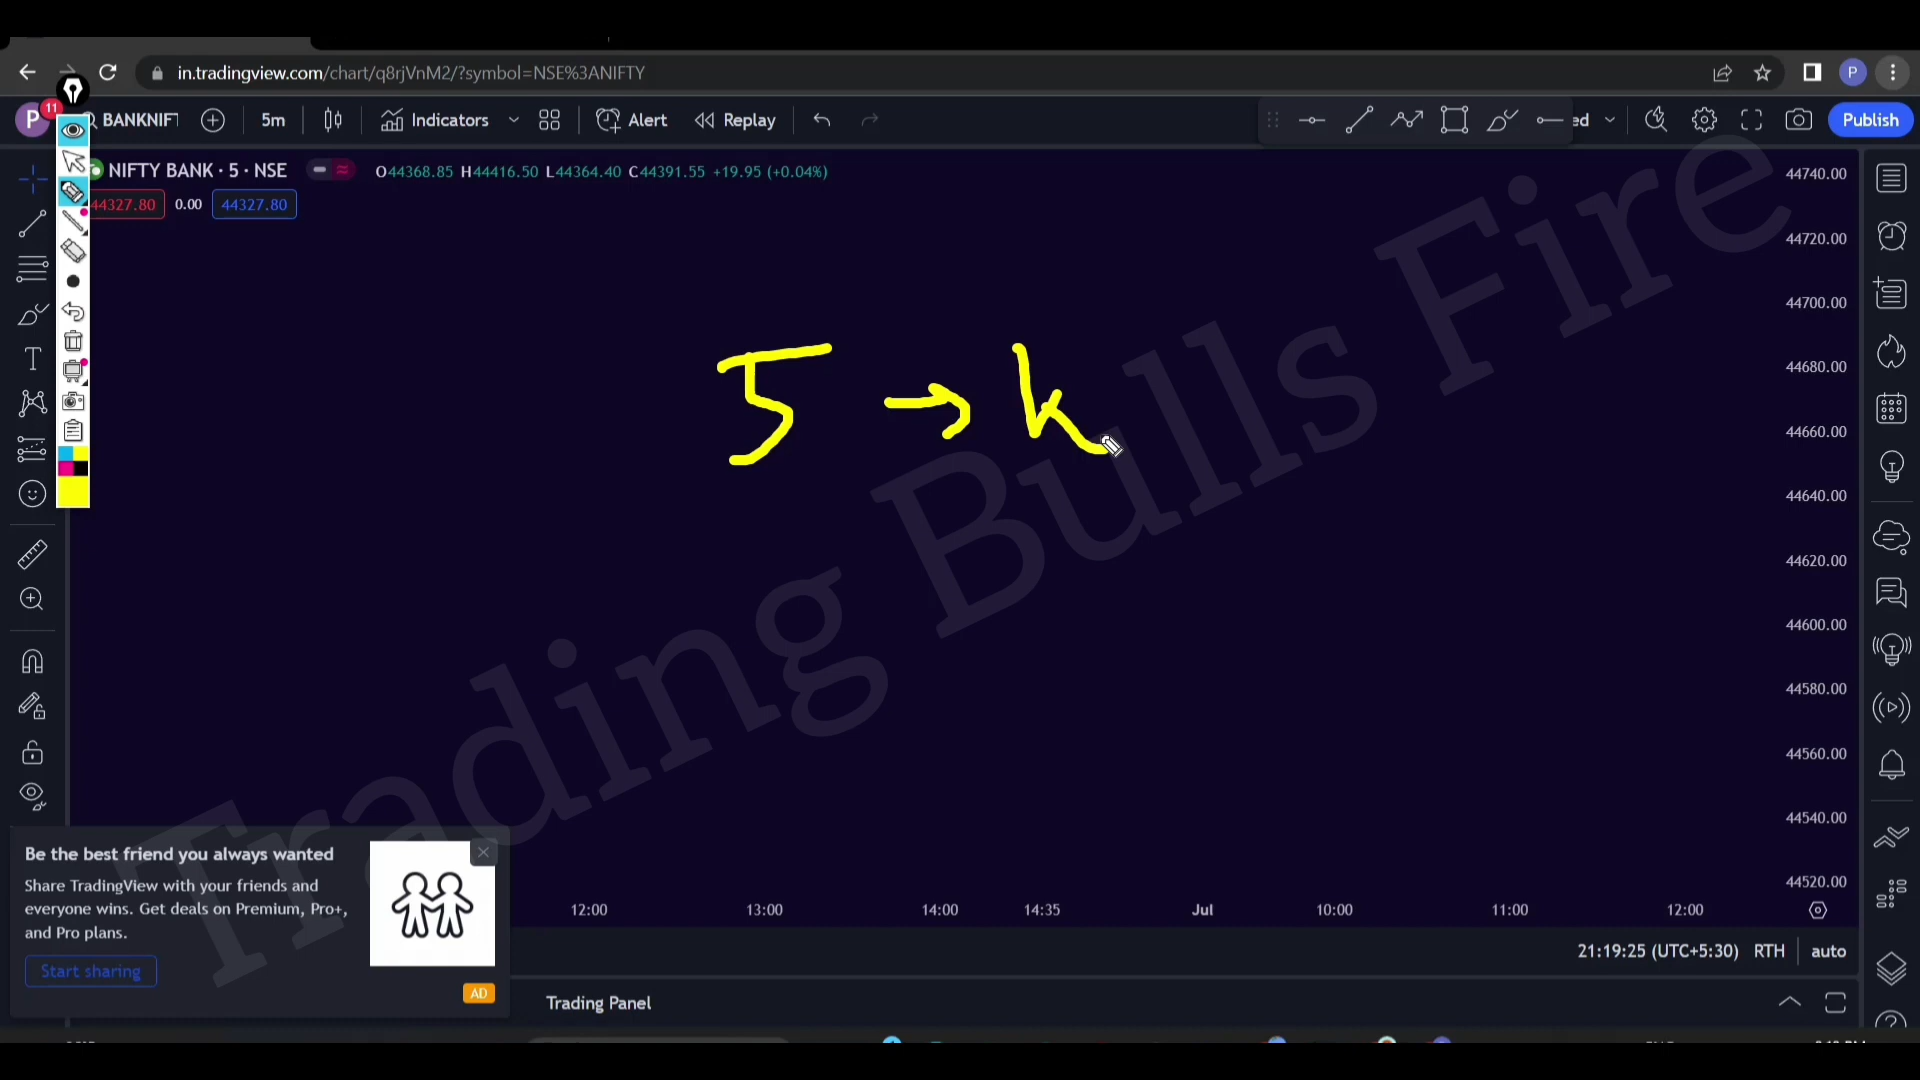 in.tradingview.com/chart/q8rjVnM2/?symbol=NSE%3ANIFTY
P
P 11 BANKNIFT 5m Indicators Alert Replay ed Publish
NIFTY BANK · 5 · NSE O44368.85 H44416.50 L44364.40 C44391.55 +19.95 (+0.04%)
44327.80 0.00 44327.80
44740.00
44720.00
44700.00
44680.00
44660.00
44640.00
44620.00
44600.00
44580.00
44560.00
44540.00
44520.00
5 → k
Trading Bulls Fire
Be the best friend you always wanted
Share TradingView with your friends and
everyone wins. Get deals on Premium, Pro+,
and Pro plans.
Start sharing
AD
12:00 13:00 14:00 14:35 Jul 10:00 11:00 12:00
21:19:25 (UTC+5:30) RTH auto
Trading Panel